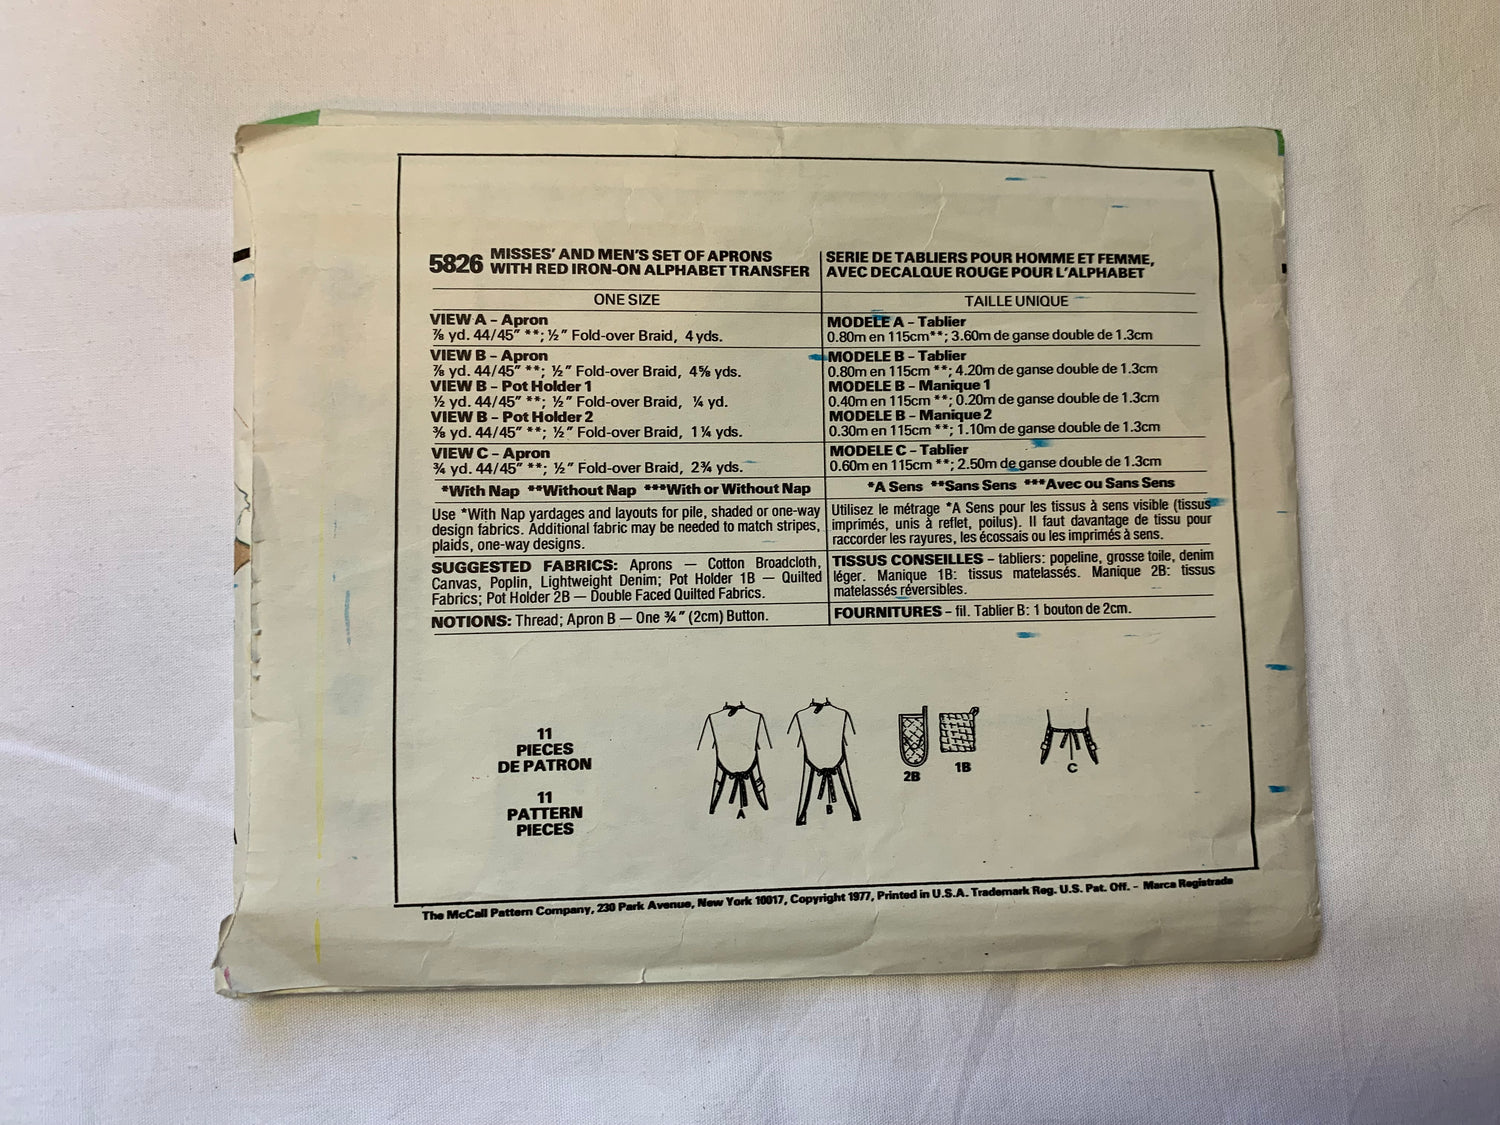 5826 MISSES' AND MEN'S SET OF APRONS
WITH RED IRON-ON ALPHABET TRANSFER
ONE SIZE
VIEW A – Apron
⅞ yd. 44/45″ **; ½″ Fold-over Braid, 4 yds.
VIEW B – Apron
⅞ yd. 44/45″ **; ½″ Fold-over Braid, 4⅝ yds.
VIEW B – Pot Holder 1
½ yd. 44/45″ **; ½″ Fold-over Braid, ¼ yd.
VIEW B – Pot Holder 2
⅜ yd. 44/45″ **; ½″ Fold-over Braid, 1¼ yds.
VIEW C – Apron
¾ yd. 44/45″ **; ½″ Fold-over Braid, 2¾ yds.
*With Nap **Without Nap ***With or Without Nap
Use *With Nap yardages and layouts for pile, shaded or one-way
design fabrics. Additional fabric may be needed to match stripes,
plaids, one-way designs.
SUGGESTED FABRICS: Aprons — Cotton Broadcloth,
Canvas, Poplin, Lightweight Denim; Pot Holder 1B — Quilted
Fabrics; Pot Holder 2B — Double Faced Quilted Fabrics.
NOTIONS: Thread; Apron B — One ¾″ (2cm) Button.
SERIE DE TABLIERS POUR HOMME ET FEMME,
AVEC DECALQUE ROUGE POUR L'ALPHABET
TAILLE UNIQUE
MODELE A – Tablier
0.80m en 115cm**; 3.60m de ganse double de 1.3cm
MODELE B – Tablier
0.80m en 115cm **; 4.20m de ganse double de 1.3cm
MODELE B – Manique 1
0.40m en 115cm **; 0.20m de ganse double de 1.3cm
MODELE B – Manique 2
0.30m en 115cm **; 1.10m de ganse double de 1.3cm
MODELE C – Tablier
0.60m en 115cm **; 2.50m de ganse double de 1.3cm
*A Sens **Sans Sens ***Avec ou Sans Sens
Utilisez le métrage *A Sens pour les tissus à sens visible (tissus
imprimés, unis à reflet, poilus). Il faut davantage de tissu pour
raccorder les rayures, les écossais ou les imprimés à sens.
TISSUS CONSEILLES – tabliers: popeline, grosse toile, denim
léger. Manique 1B: tissus matelassés. Manique 2B: tissus
matelassés réversibles.
FOURNITURES – fil. Tablier B: 1 bouton de 2cm.
11
PIECES
DE PATRON
11
PATTERN
PIECES
A
B
2B
1B
C
The McCall Pattern Company, 230 Park Avenue, New York 10017, Copyright 1977, Printed in U.S.A. Trademark Reg. U.S. Pat. Off. - Marca Registrada